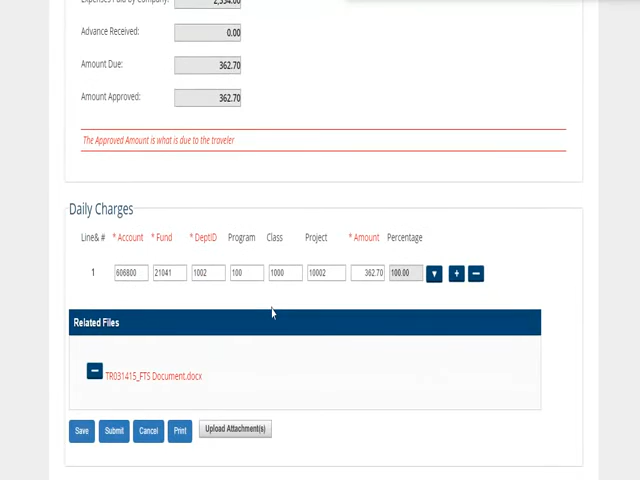 Expenses Paid by Company: 2,354.00
Advance Received: 0.00
Amount Due: 362.70
Amount Approved: 362.70
The Approved Amount is what is due to the traveler
Daily Charges
Line& # * Account * Fund * DeptID Program Class Project * Amount Percentage
1 606800 21041 1002 100 1000 10002 362.70 100.00
Related Files
TR031415_FTS Document.docx
Save Submit Cancel Print Upload Attachment(s)